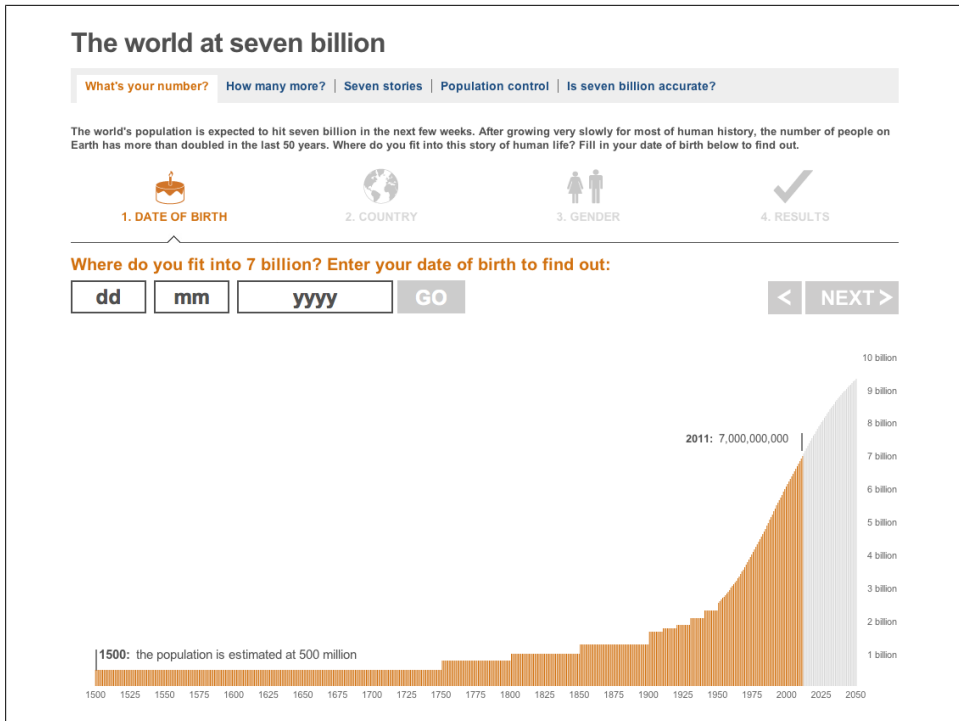 The world at seven billion
What's your number? How many more? | Seven stories | Population control | Is seven billion accurate?
The world's population is expected to hit seven billion in the next few weeks. After growing very slowly for most of human history, the number of people on
Earth has more than doubled in the last 50 years. Where do you fit into this story of human life? Fill in your date of birth below to find out.
1. DATE OF BIRTH 2. COUNTRY 3. GENDER 4. RESULTS
Where do you fit into 7 billion? Enter your date of birth to find out:
dd mm yyyy GO < NEXT >
10 billion
9 billion
8 billion
2011: 7,000,000,000
7 billion
6 billion
5 billion
4 billion
3 billion
2 billion
1500: the population is estimated at 500 million
1 billion
1500 1525 1550 1575 1600 1625 1650 1675 1700 1725 1750 1775 1800 1825 1850 1875 1900 1925 1950 1975 2000 2025 2050